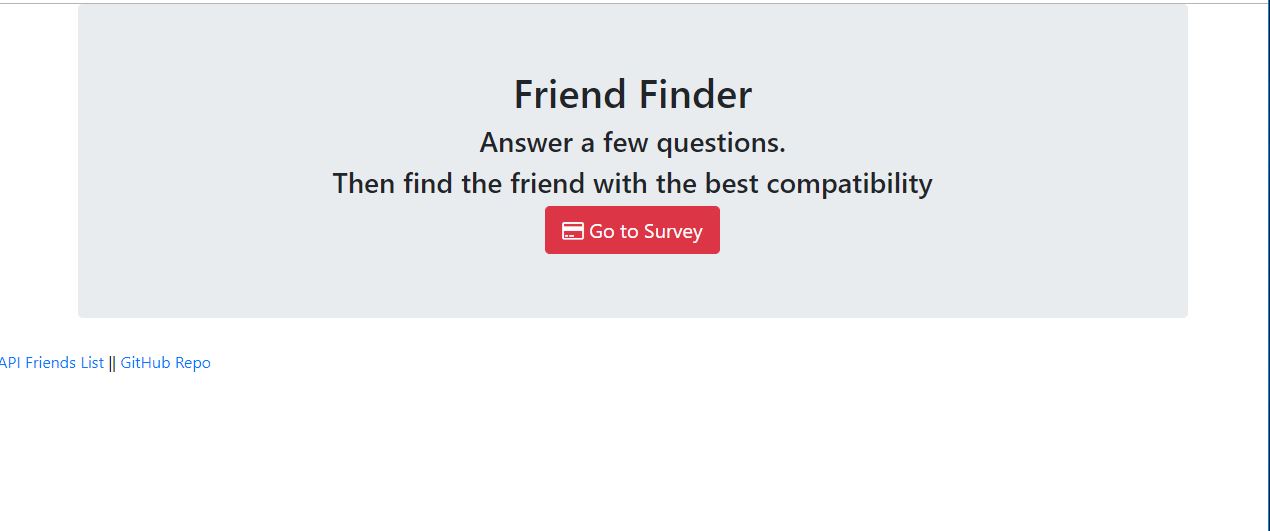 Friend Finder
Answer a few questions.
Then find the friend with the best compatibility
Go to Survey
API Friends List || GitHub Repo